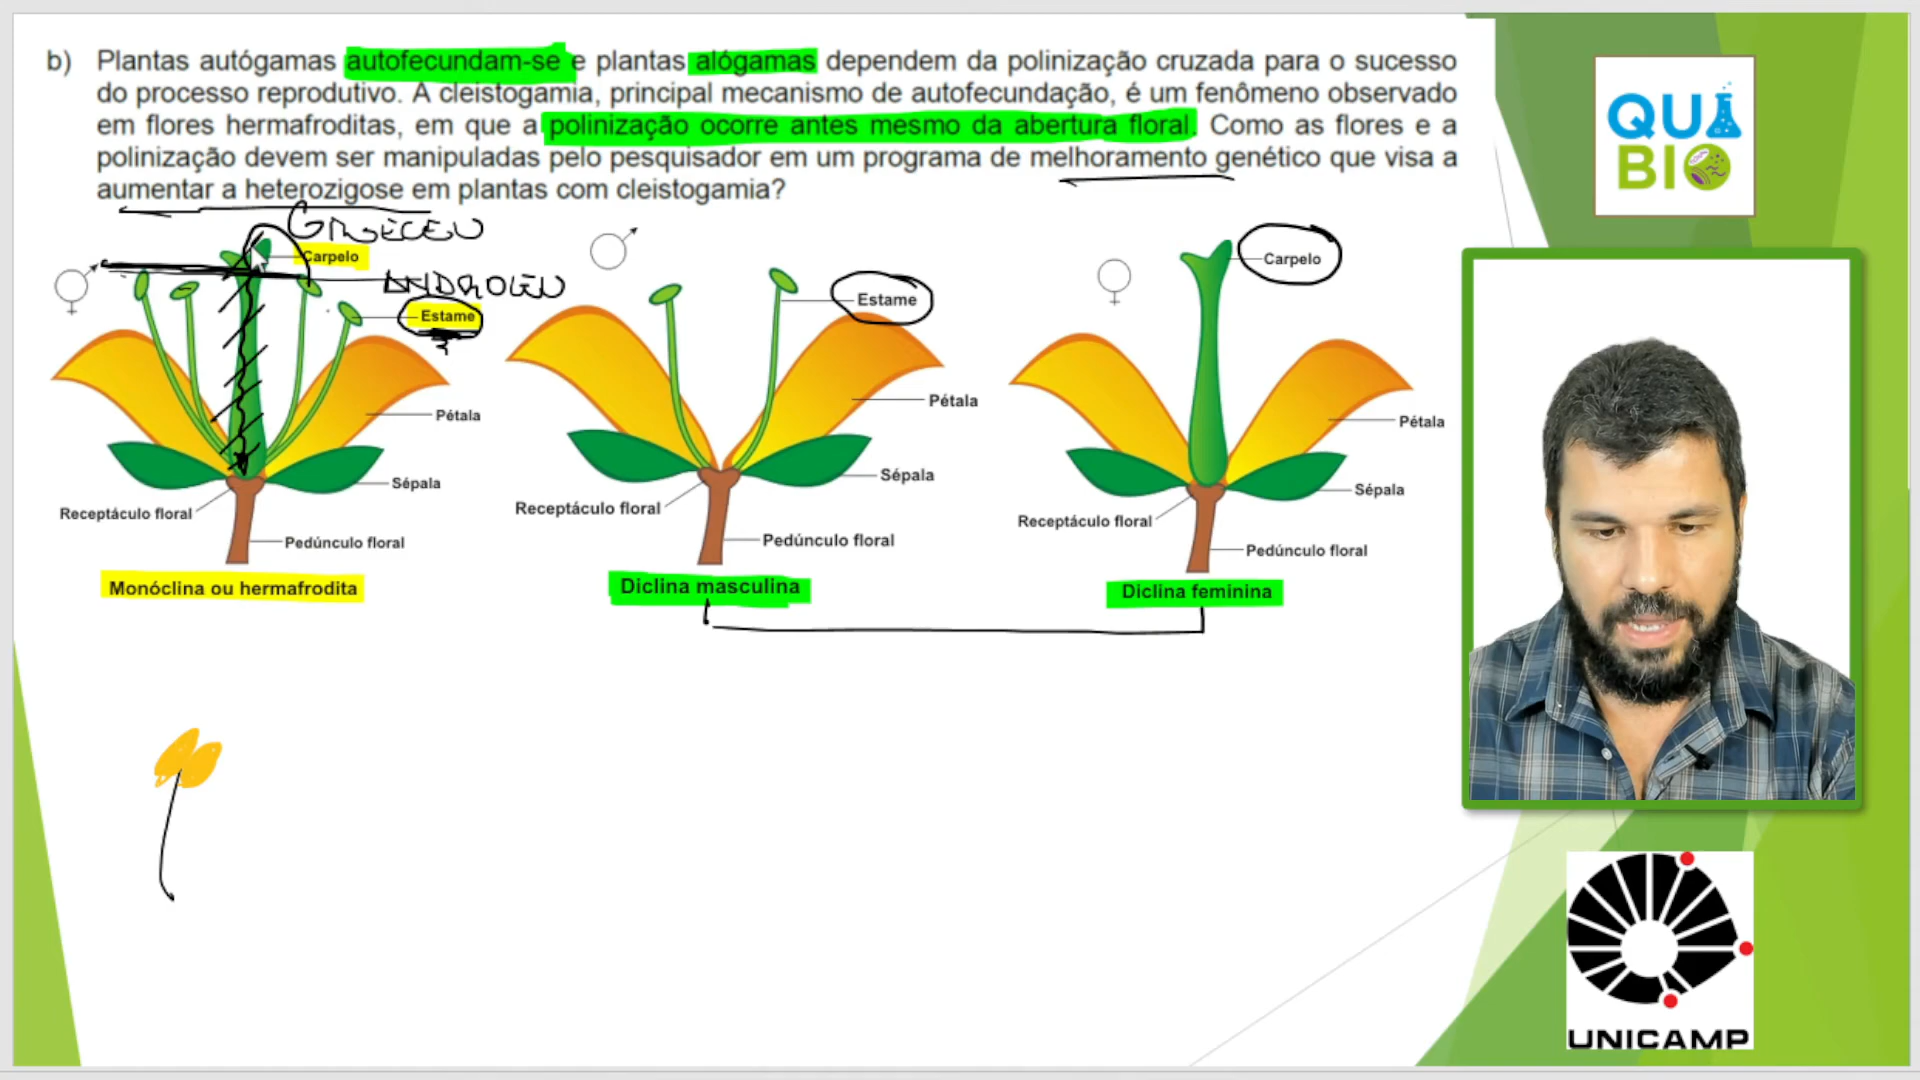 b) Plantas autógamas autofecundam-se e plantas alógamas dependem da polinização cruzada para o sucesso
do processo reprodutivo. A cleistogamia, principal mecanismo de autofecundação, é um fenômeno observado
em flores hermafroditas, em que a polinização ocorre antes mesmo da abertura floral. Como as flores e a
polinização devem ser manipuladas pelo pesquisador em um programa de melhoramento genético que visa a
aumentar a heterozigose em plantas com cleistogamia?
QUI
BIO
GINECEU
Carpelo
ANDROCEU
Estame
Pétala
Sépala
Receptáculo floral
Pedúnculo floral
Monóclina ou hermafrodita
Estame
Pétala
Sépala
Receptáculo floral
Pedúnculo floral
Diclina masculina
Carpelo
Pétala
Sépala
Receptáculo floral
Pedúnculo floral
Diclina feminina
UNICAMP